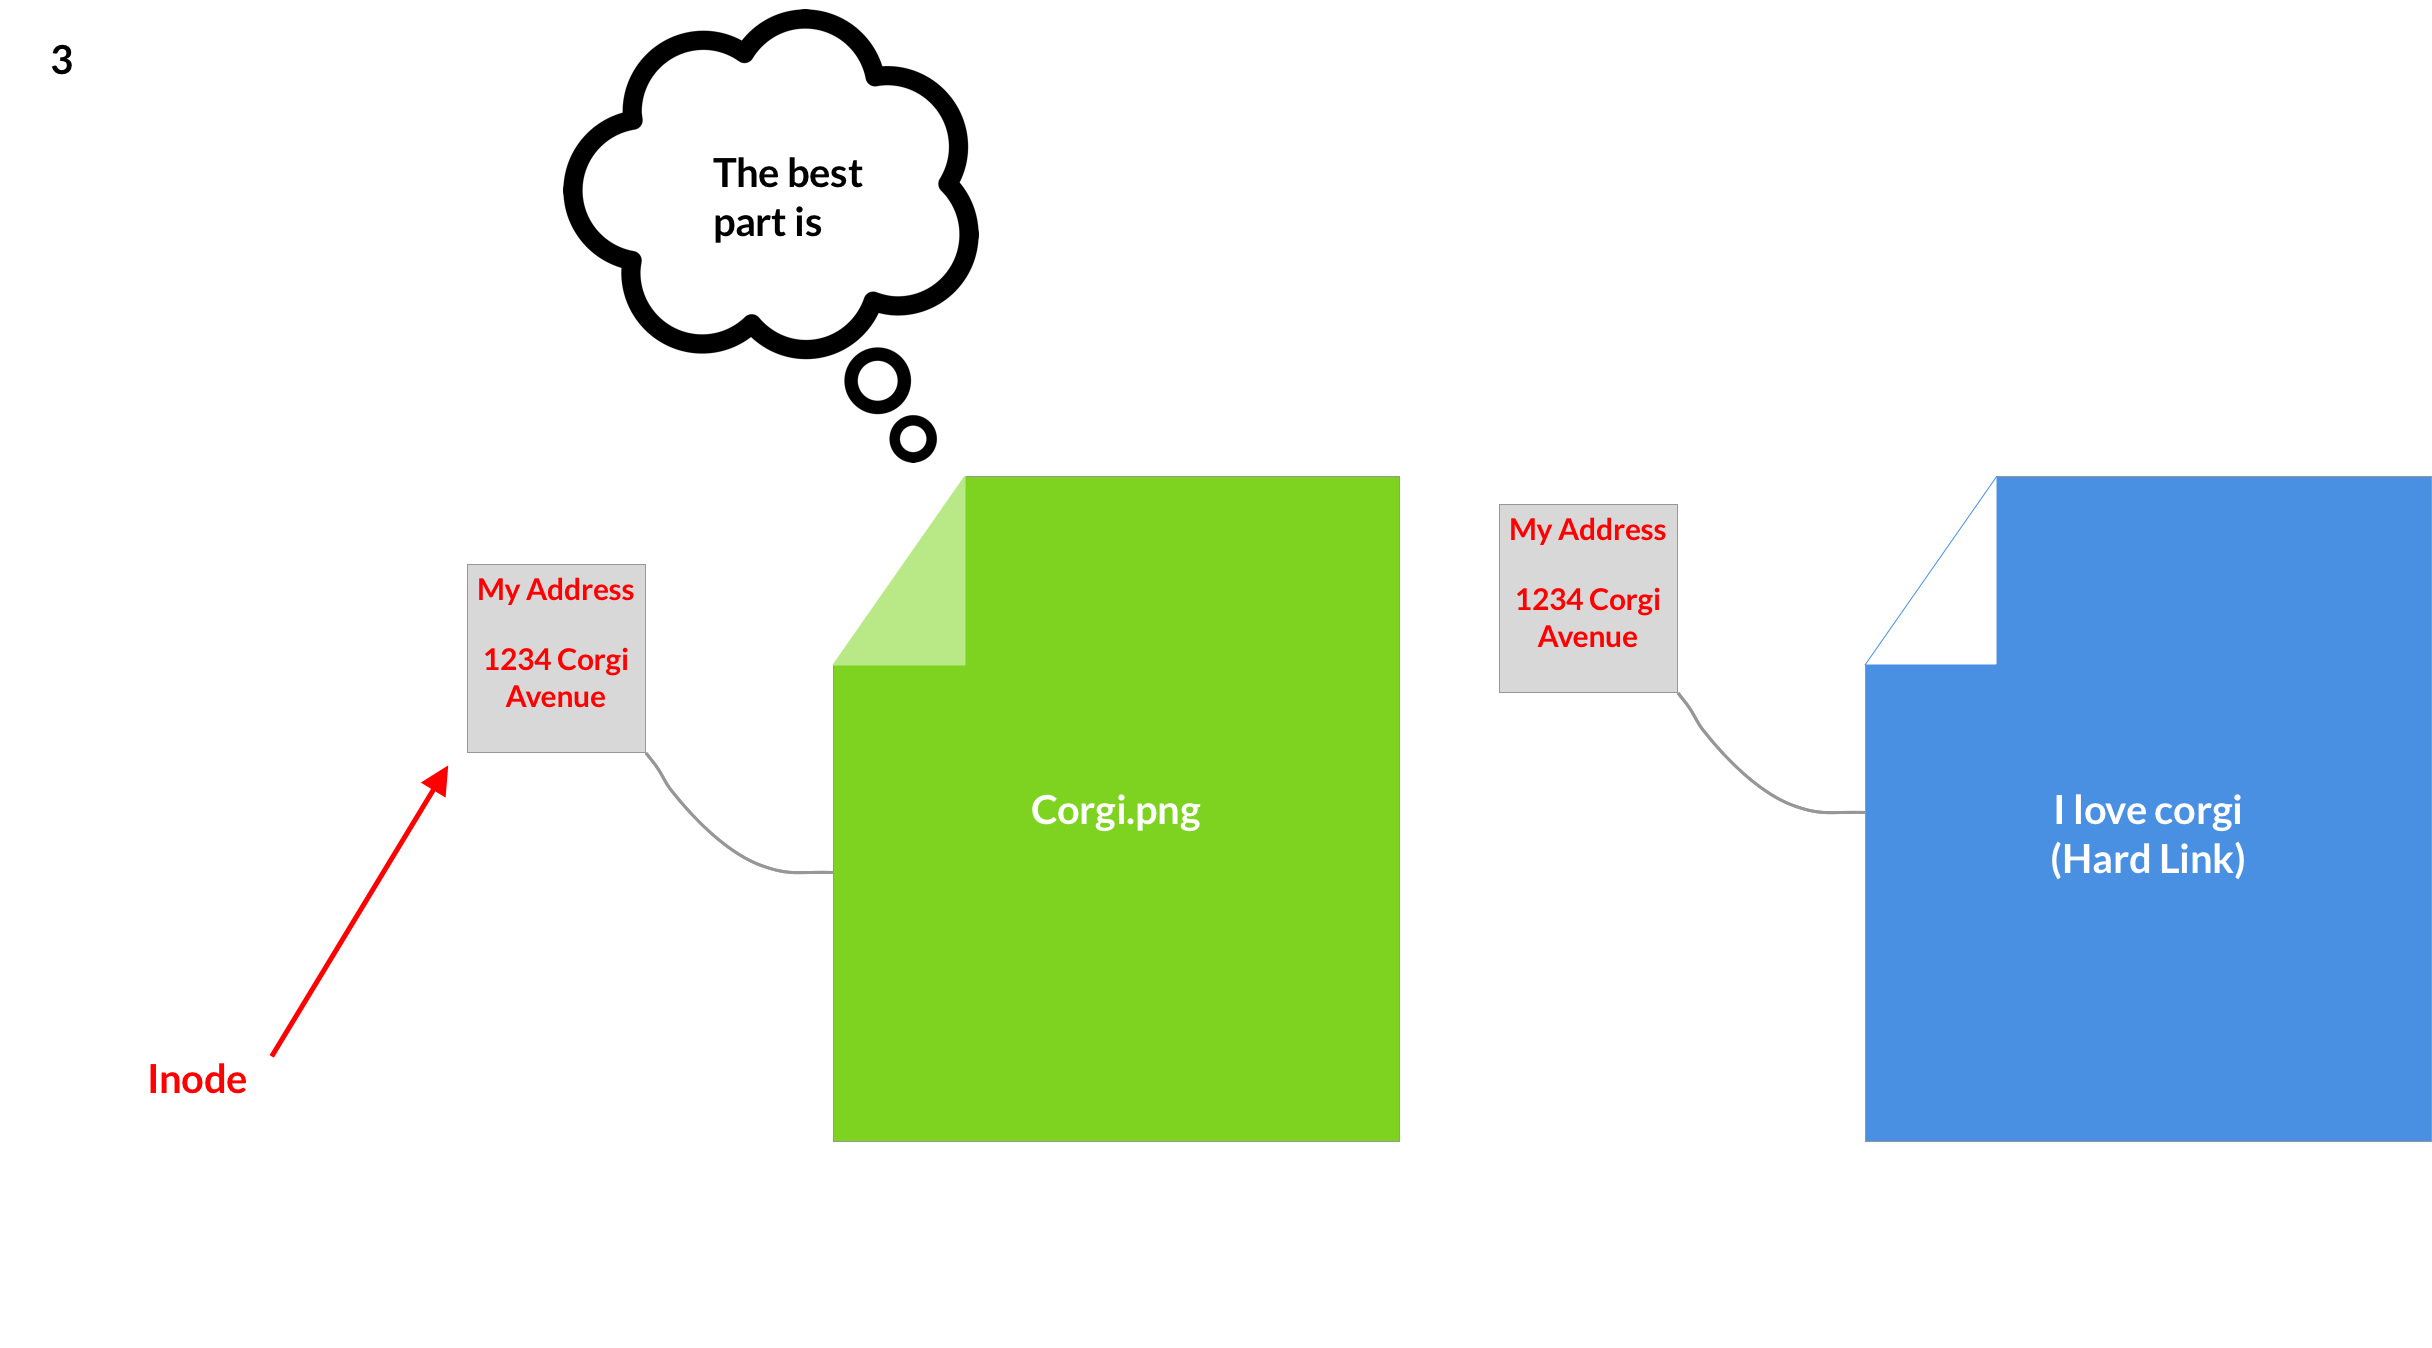 3
The best
part is
My Address
1234 Corgi
Avenue
My Address
1234 Corgi
Avenue
Corgi.png
I love corgi
(Hard Link)
Inode